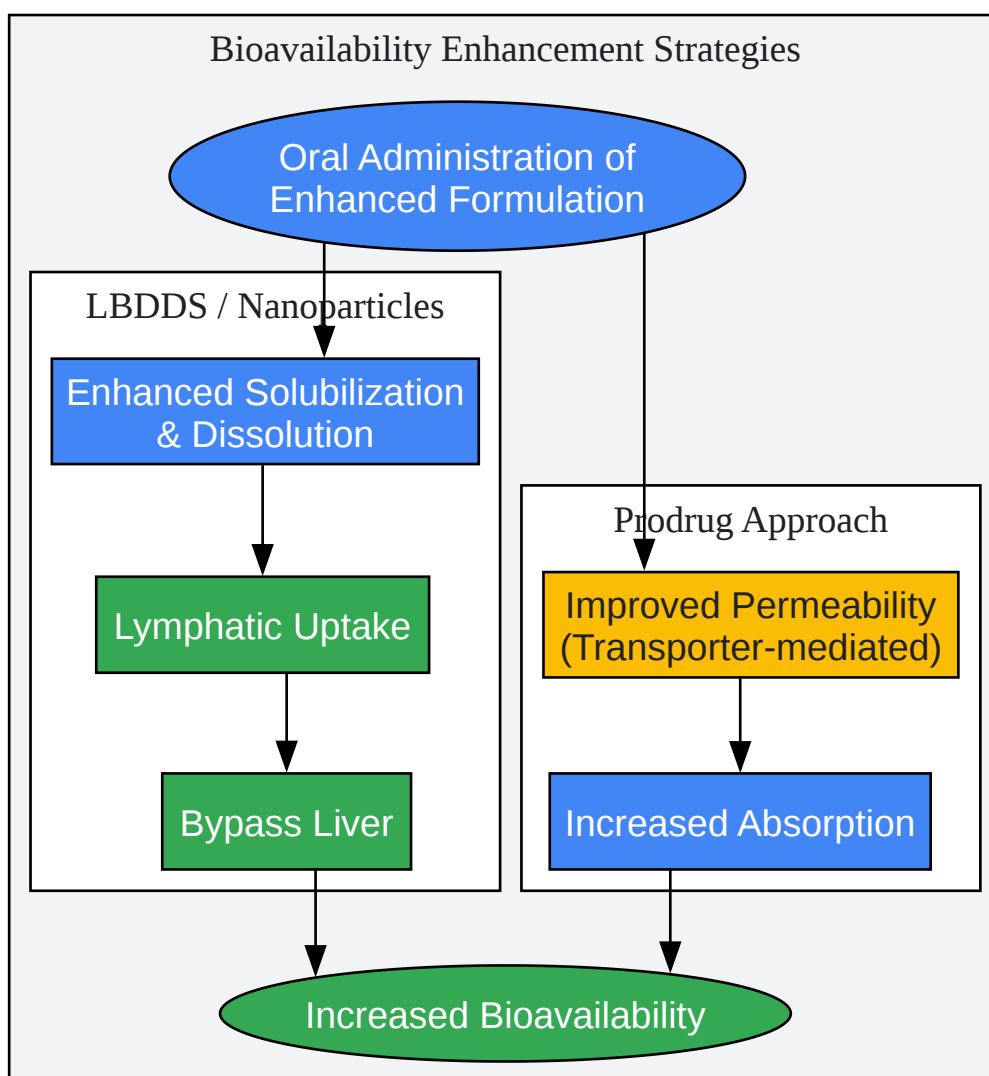 Bioavailability Enhancement Strategies
Oral Administration of
Enhanced Formulation
LBDDS / Nanoparticles
Enhanced Solubilization
& Dissolution
Lymphatic Uptake
Bypass Liver
Prodrug Approach
Improved Permeability
(Transporter-mediated)
Increased Absorption
Increased Bioavailability